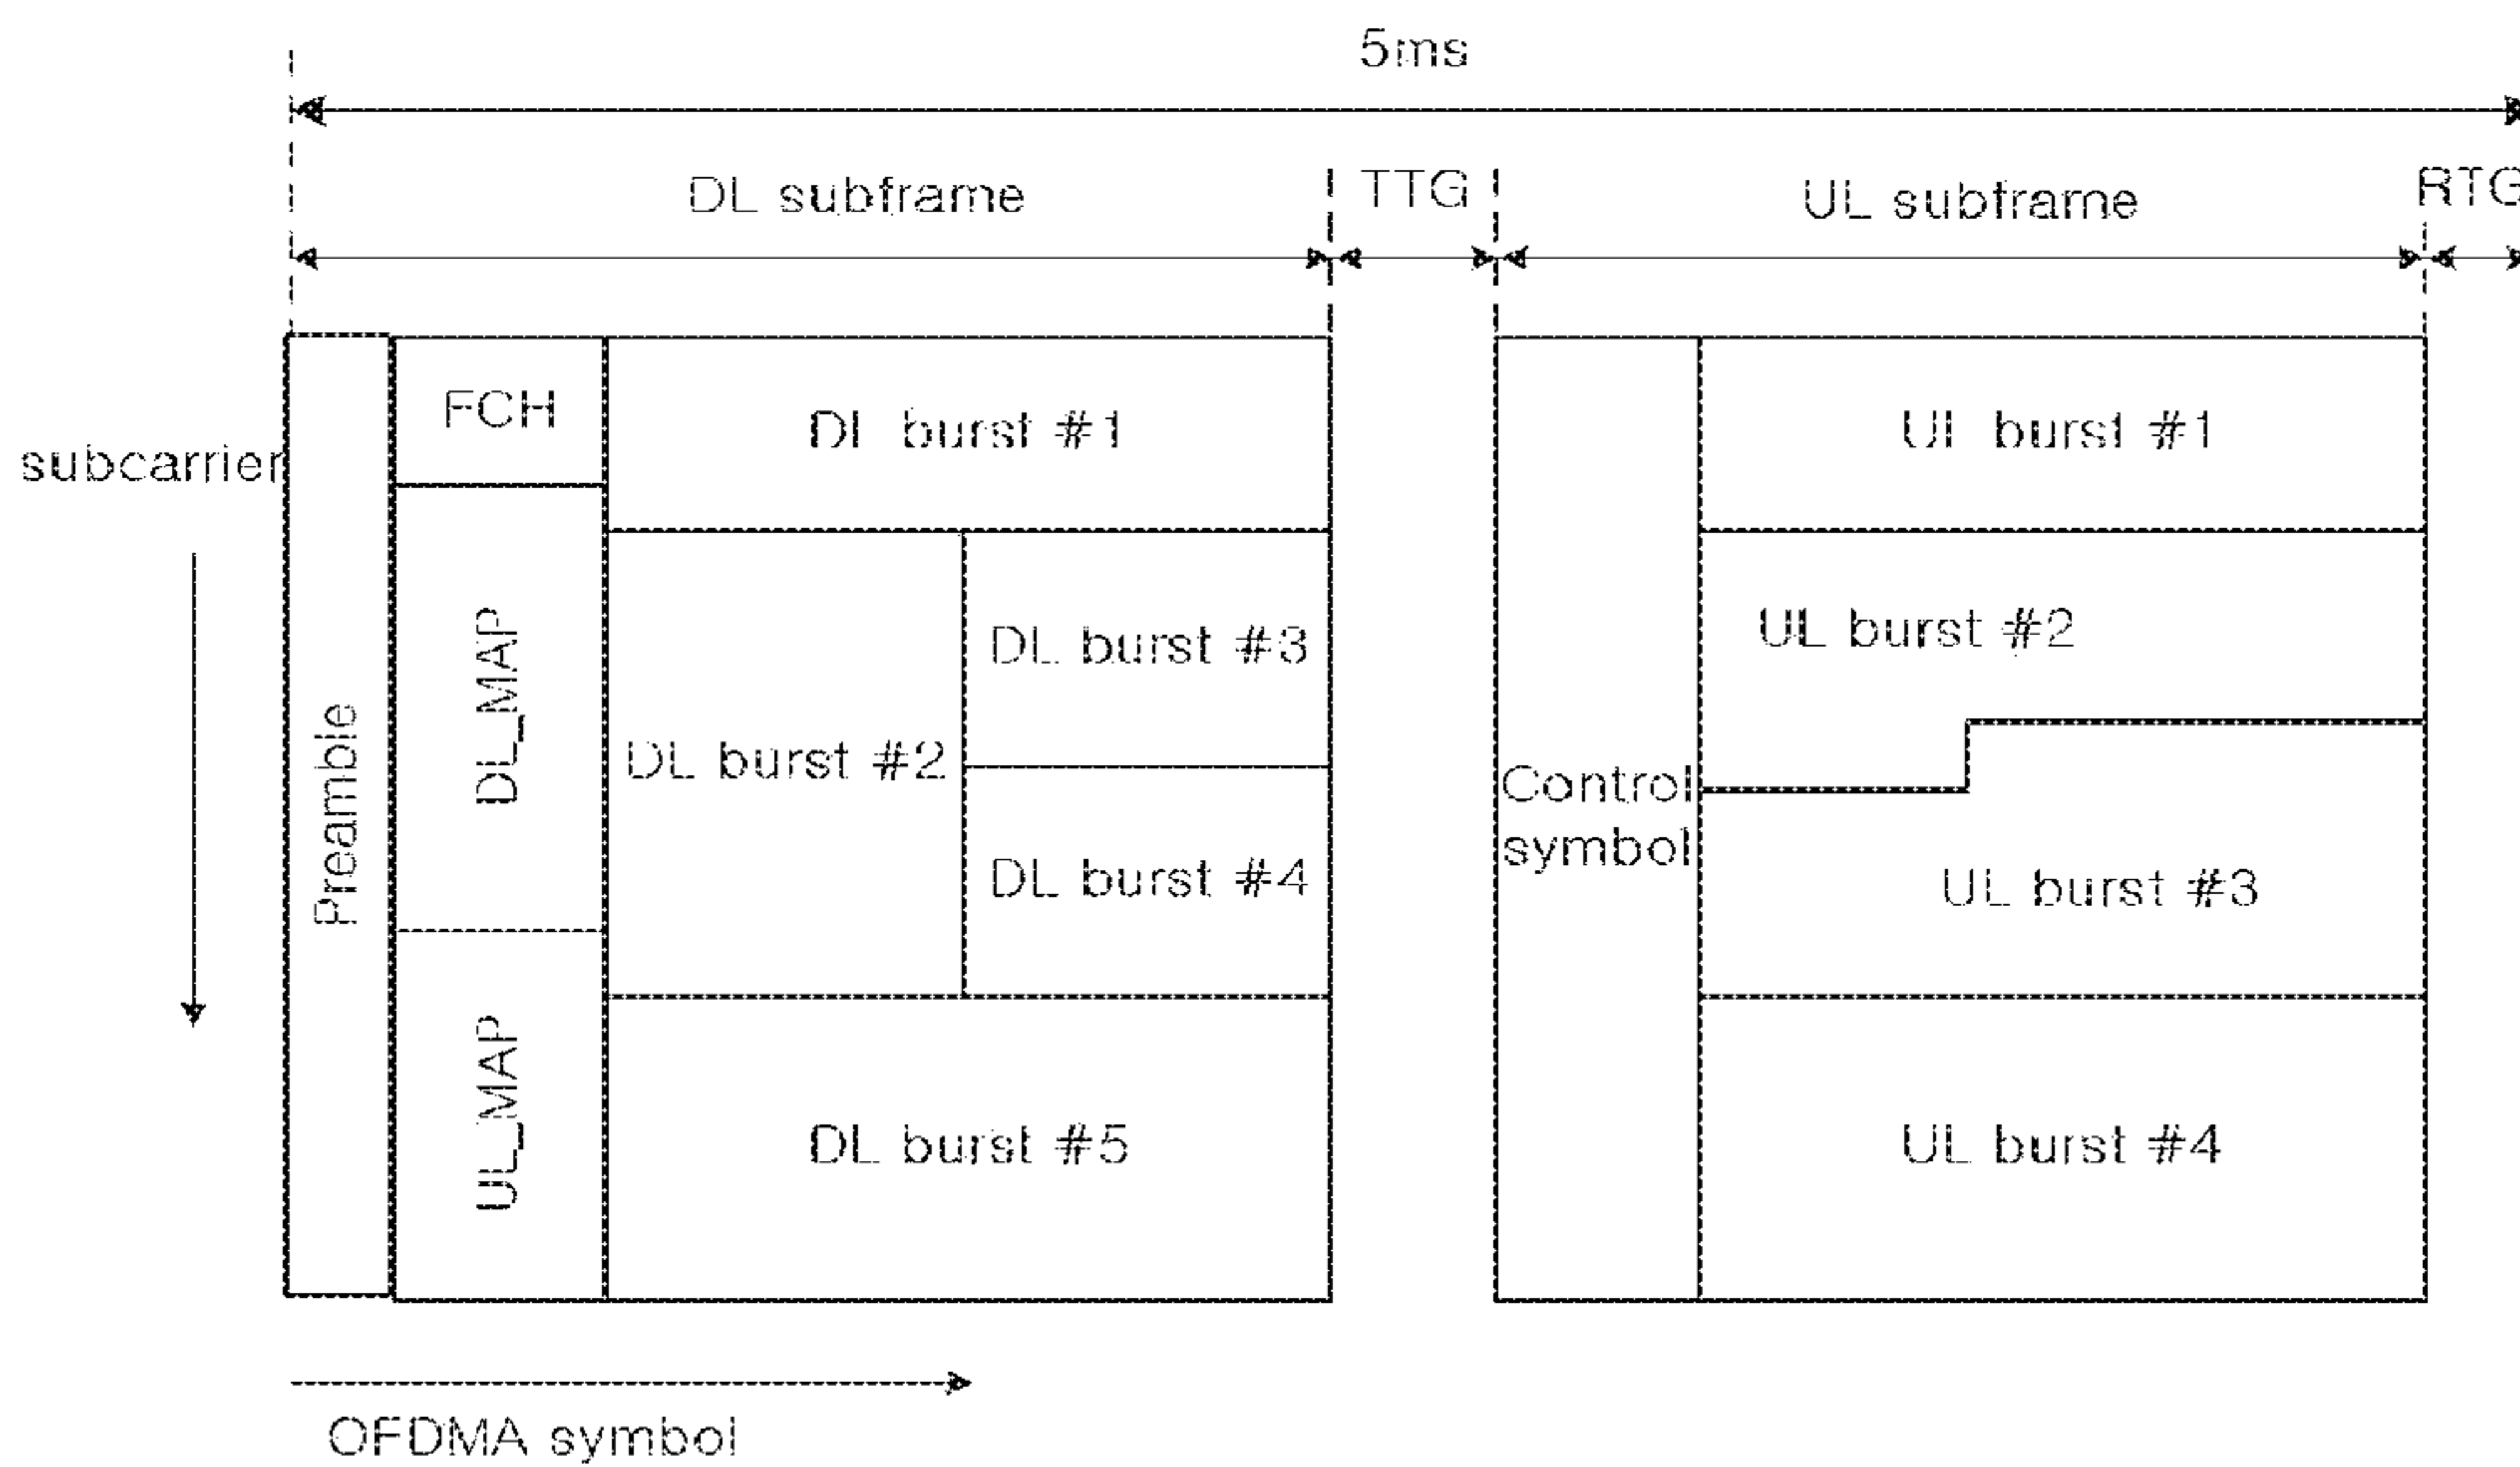 5ms
DL subframe
TTG
UL subframe
RTG
subcarrier
Preamble
FCH
DL_MAP
UL_MAP
DL burst #1
DL burst #2
DL burst #3
DL burst #4
DL burst #5
Control
symbol
UL burst #1
UL burst #2
UL burst #3
UL burst #4
OFDMA symbol